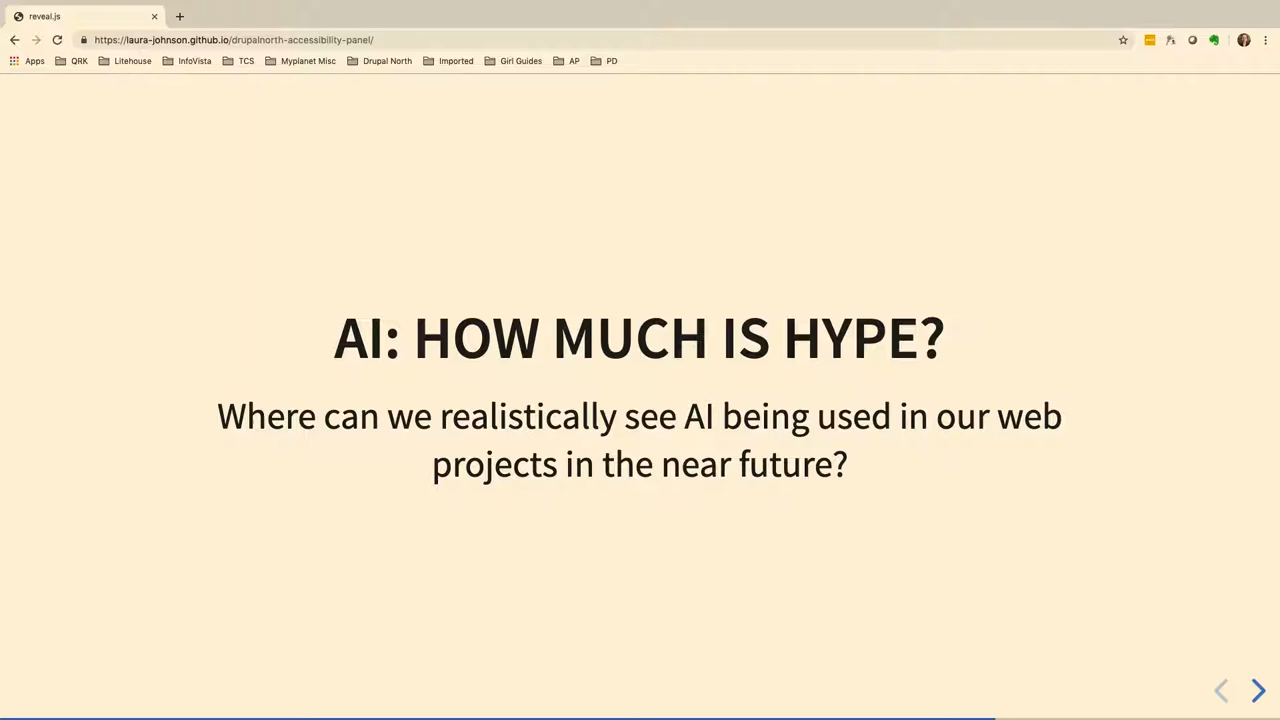 reveal.js
https://laura-johnson.github.io/drupalnorth-accessibility-panel/
Apps QRK Litehouse InfoVista TCS Myplanet Misc Drupal North Imported Girl Guides AP PD
AI: HOW MUCH IS HYPE?
Where can we realistically see AI being used in our web
projects in the near future?